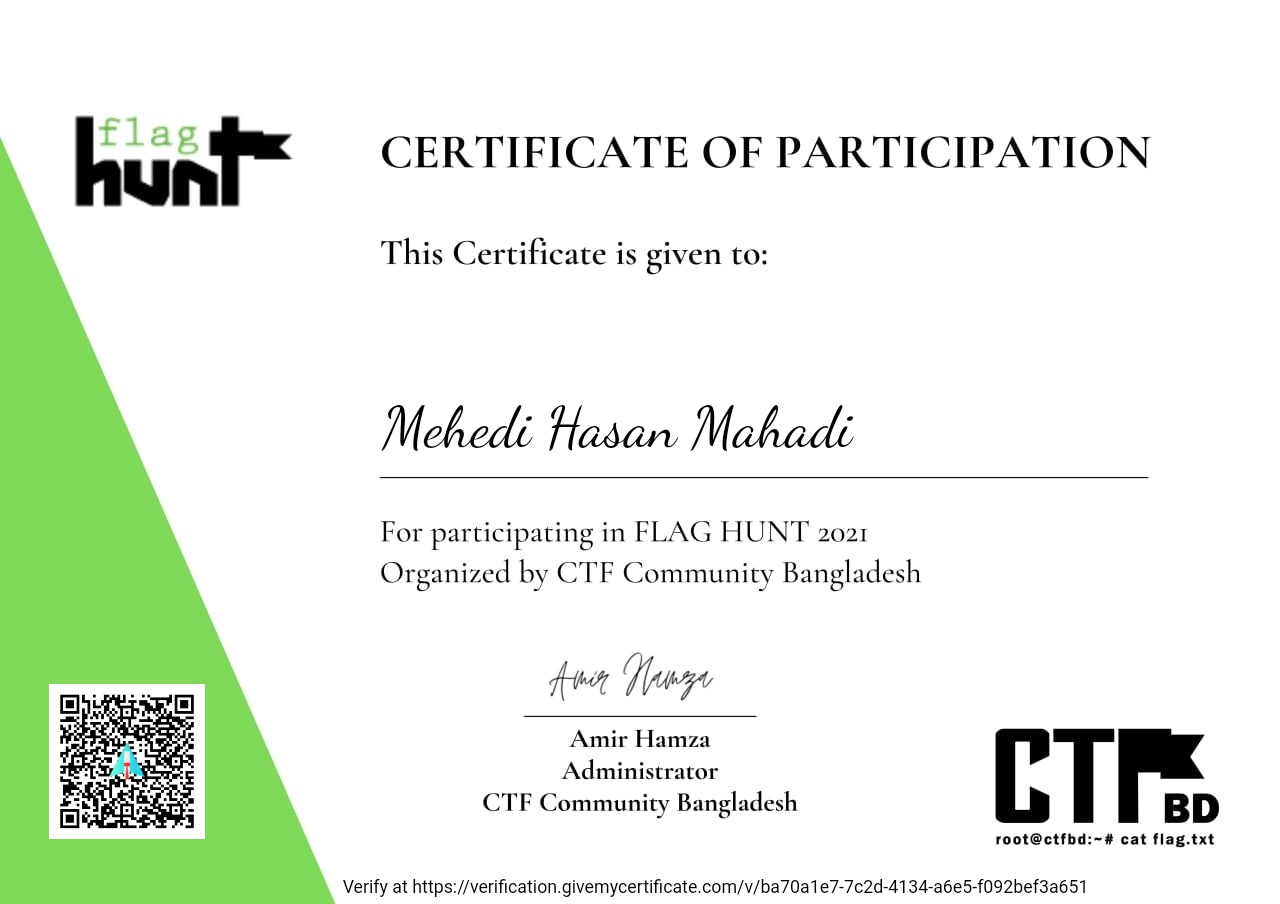 flag
hunt
CERTIFICATE OF PARTICIPATION
This Certificate is given to:
Mehedi Hasan Mahadi
For participating in FLAG HUNT 2021
Organized by CTF Community Bangladesh
Amir Hamza
Amir Hamza
Administrator
CTF Community Bangladesh
CTF
BD
root@ctfbd:~# cat flag.txt
Verify at https://verification.givemycertificate.com/v/ba70a1e7-7c2d-4134-a6e5-f092bef3a651